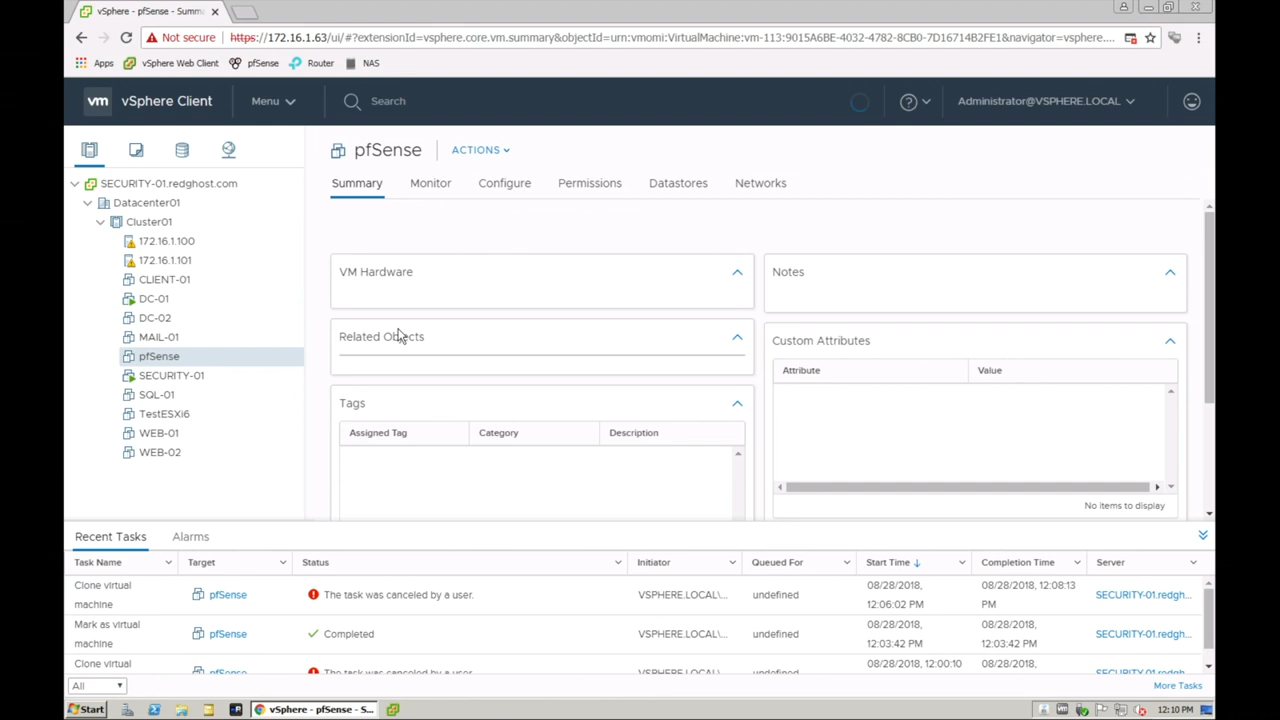 vSphere - pfSense - Summ
Not secure
https://172.16.1.63/ui/#?extensionId=vsphere.core.vm.summary&objectId=urn:vmomi:VirtualMachine:vm-113:9015A6BE-4032-4782-8CB0-7D16714B2FE1&navigator=vsphere....
Apps
vSphere Web Client
pfSense
Router
NAS
vm
vSphere Client
Menu
Search
Administrator@VSPHERE.LOCAL
pfSense
ACTIONS
Summary
Monitor
Configure
Permissions
Datastores
Networks
SECURITY-01.redghost.com
Datacenter01
Cluster01
172.16.1.100
172.16.1.101
CLIENT-01
DC-01
DC-02
MAIL-01
pfSense
SECURITY-01
SQL-01
TestESXi6
WEB-01
WEB-02
VM Hardware
Related Objects
Tags
Assigned Tag
Category
Description
Notes
Custom Attributes
Attribute
Value
No items to display
Recent Tasks
Alarms
Task Name
Target
Status
Initiator
Queued For
Start Time
Completion Time
Server
Clone virtual
machine
pfSense
The task was canceled by a user.
VSPHERE.LOCAL\...
undefined
08/28/2018,
12:06:02 PM
08/28/2018, 12:08:13
PM
SECURITY-01.redgh...
Mark as virtual
machine
pfSense
Completed
VSPHERE.LOCAL\...
undefined
08/28/2018,
12:03:42 PM
08/28/2018,
12:03:42 PM
SECURITY-01.redgh...
Clone virtual
pfSense
The task was canceled by a user.
08/28/2018, 12:00:10
08/28/2018,
All
More Tasks
Start
vSphere - pfSense - S...
12:10 PM